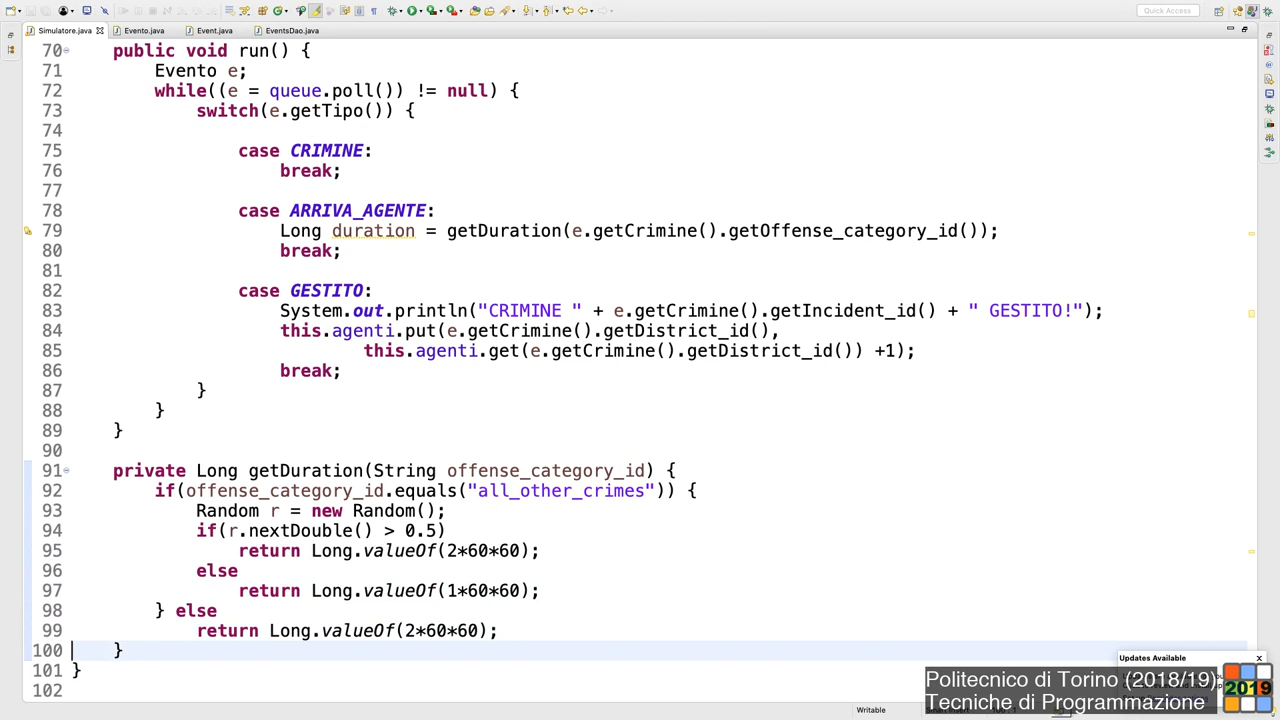 Quick Access
Simulatore.java
Evento.java
Event.java
EventsDao.java
70 public void run() {
71 Evento e;
72 while((e = queue.poll()) != null) {
73 switch(e.getTipo()) {
74
75 case CRIMINE:
76 break;
77
78 case ARRIVA_AGENTE:
79 Long duration = getDuration(e.getCrimine().getOffense_category_id());
80 break;
81
82 case GESTITO:
83 System.out.println("CRIMINE " + e.getCrimine().getIncident_id() + " GESTITO!");
84 this.agenti.put(e.getCrimine().getDistrict_id(),
85 this.agenti.get(e.getCrimine().getDistrict_id()) +1);
86 break;
87 }
88 }
89 }
90
91 private Long getDuration(String offense_category_id) {
92 if(offense_category_id.equals("all_other_crimes")) {
93 Random r = new Random();
94 if(r.nextDouble() > 0.5)
95 return Long.valueOf(2*60*60);
96 else
97 return Long.valueOf(1*60*60);
98 } else
99 return Long.valueOf(2*60*60);
100 }
101 }
102
Updates Available
Politecnico di Torino (2018/19)
Tecniche di Programmazione
2019
Writable